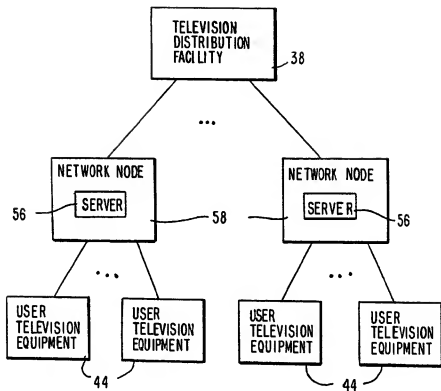 TELEVISION
DISTRIBUTION
FACILITY
38
...
NETWORK NODE
SERVER
56
58
NETWORK NODE
SERVER
56
...
...
USER
TELEVISION
EQUIPMENT
USER
TELEVISION
EQUIPMENT
USER
TELEVISION
EQUIPMENT
USER
TELEVISION
EQUIPMENT
44
44